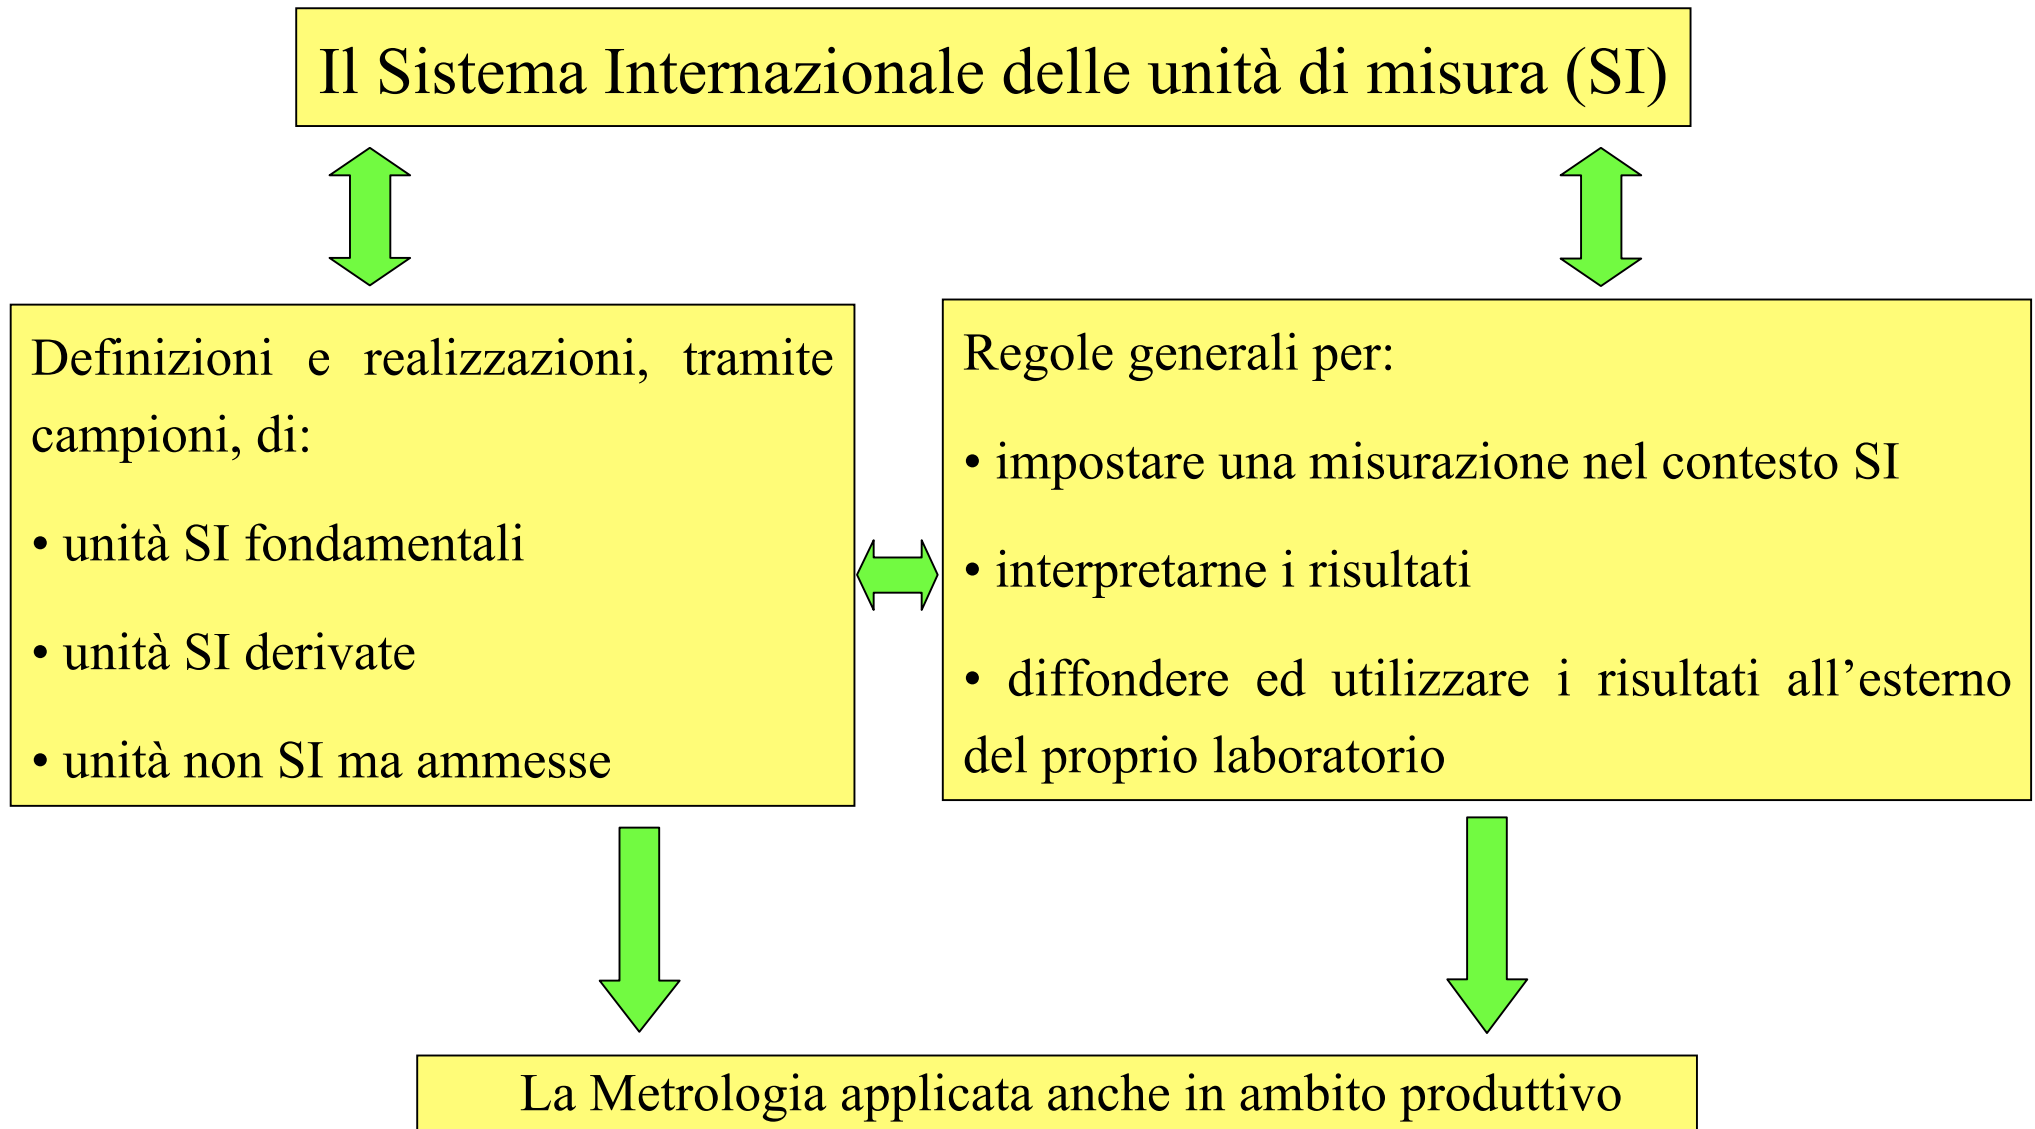 Il Sistema Internazionale delle unità di misura (SI)
Definizioni e realizzazioni, tramite
campioni, di:
• unità SI fondamentali
• unità SI derivate
• unità non SI ma ammesse
Regole generali per:
• impostare una misurazione nel contesto SI
• interpretarne i risultati
• diffondere ed utilizzare i risultati all’esterno
del proprio laboratorio
La Metrologia applicata anche in ambito produttivo